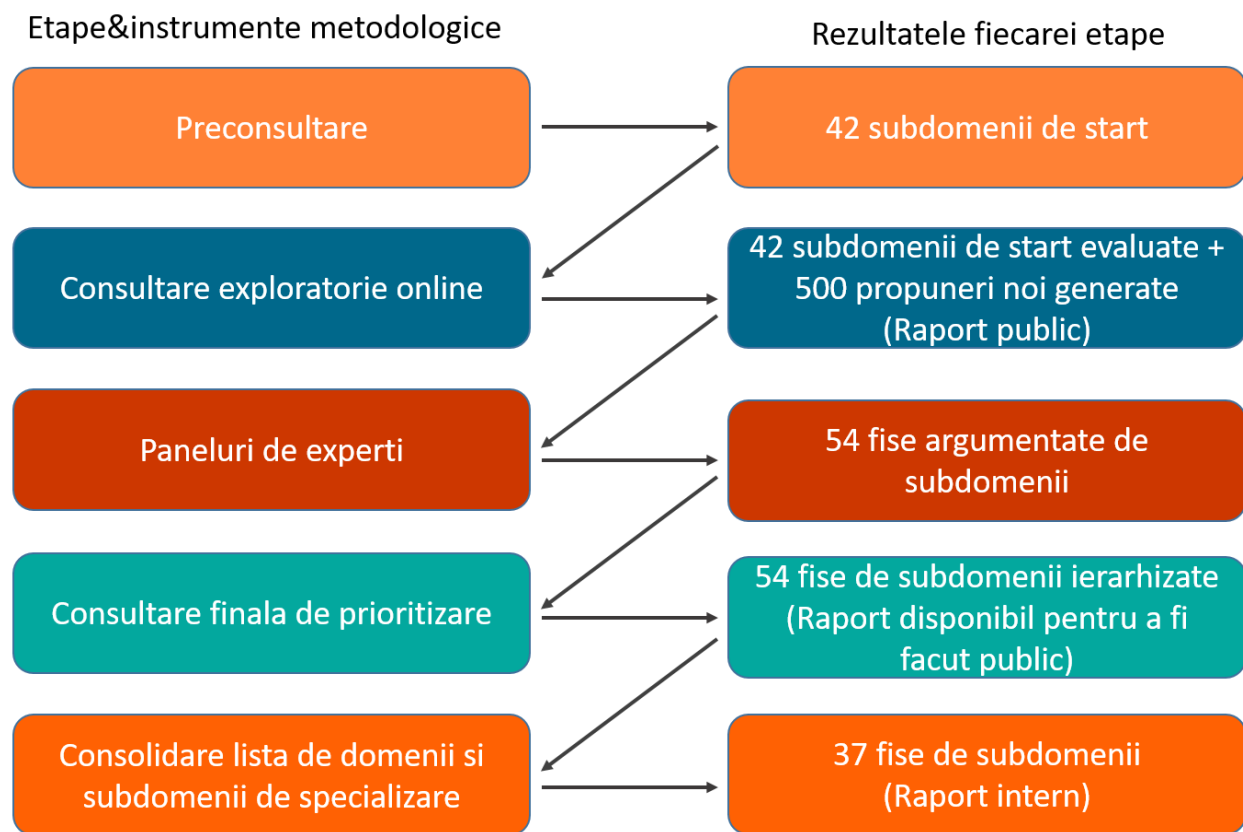 Etape&instrumente metodologice
Rezultatele fiecarei etape
Preconsultare
42 subdomenii de start
Consultare exploratorie online
42 subdomenii de start evaluate +
500 propuneri noi generate
(Raport public)
Paneluri de experti
54 fise argumentate de
subdomenii
Consultare finala de prioritizare
54 fise de subdomenii ierarhizate
(Raport disponibil pentru a fi
facut public)
Consolidare lista de domenii si
subdomenii de specializare
37 fise de subdomenii
(Raport intern)